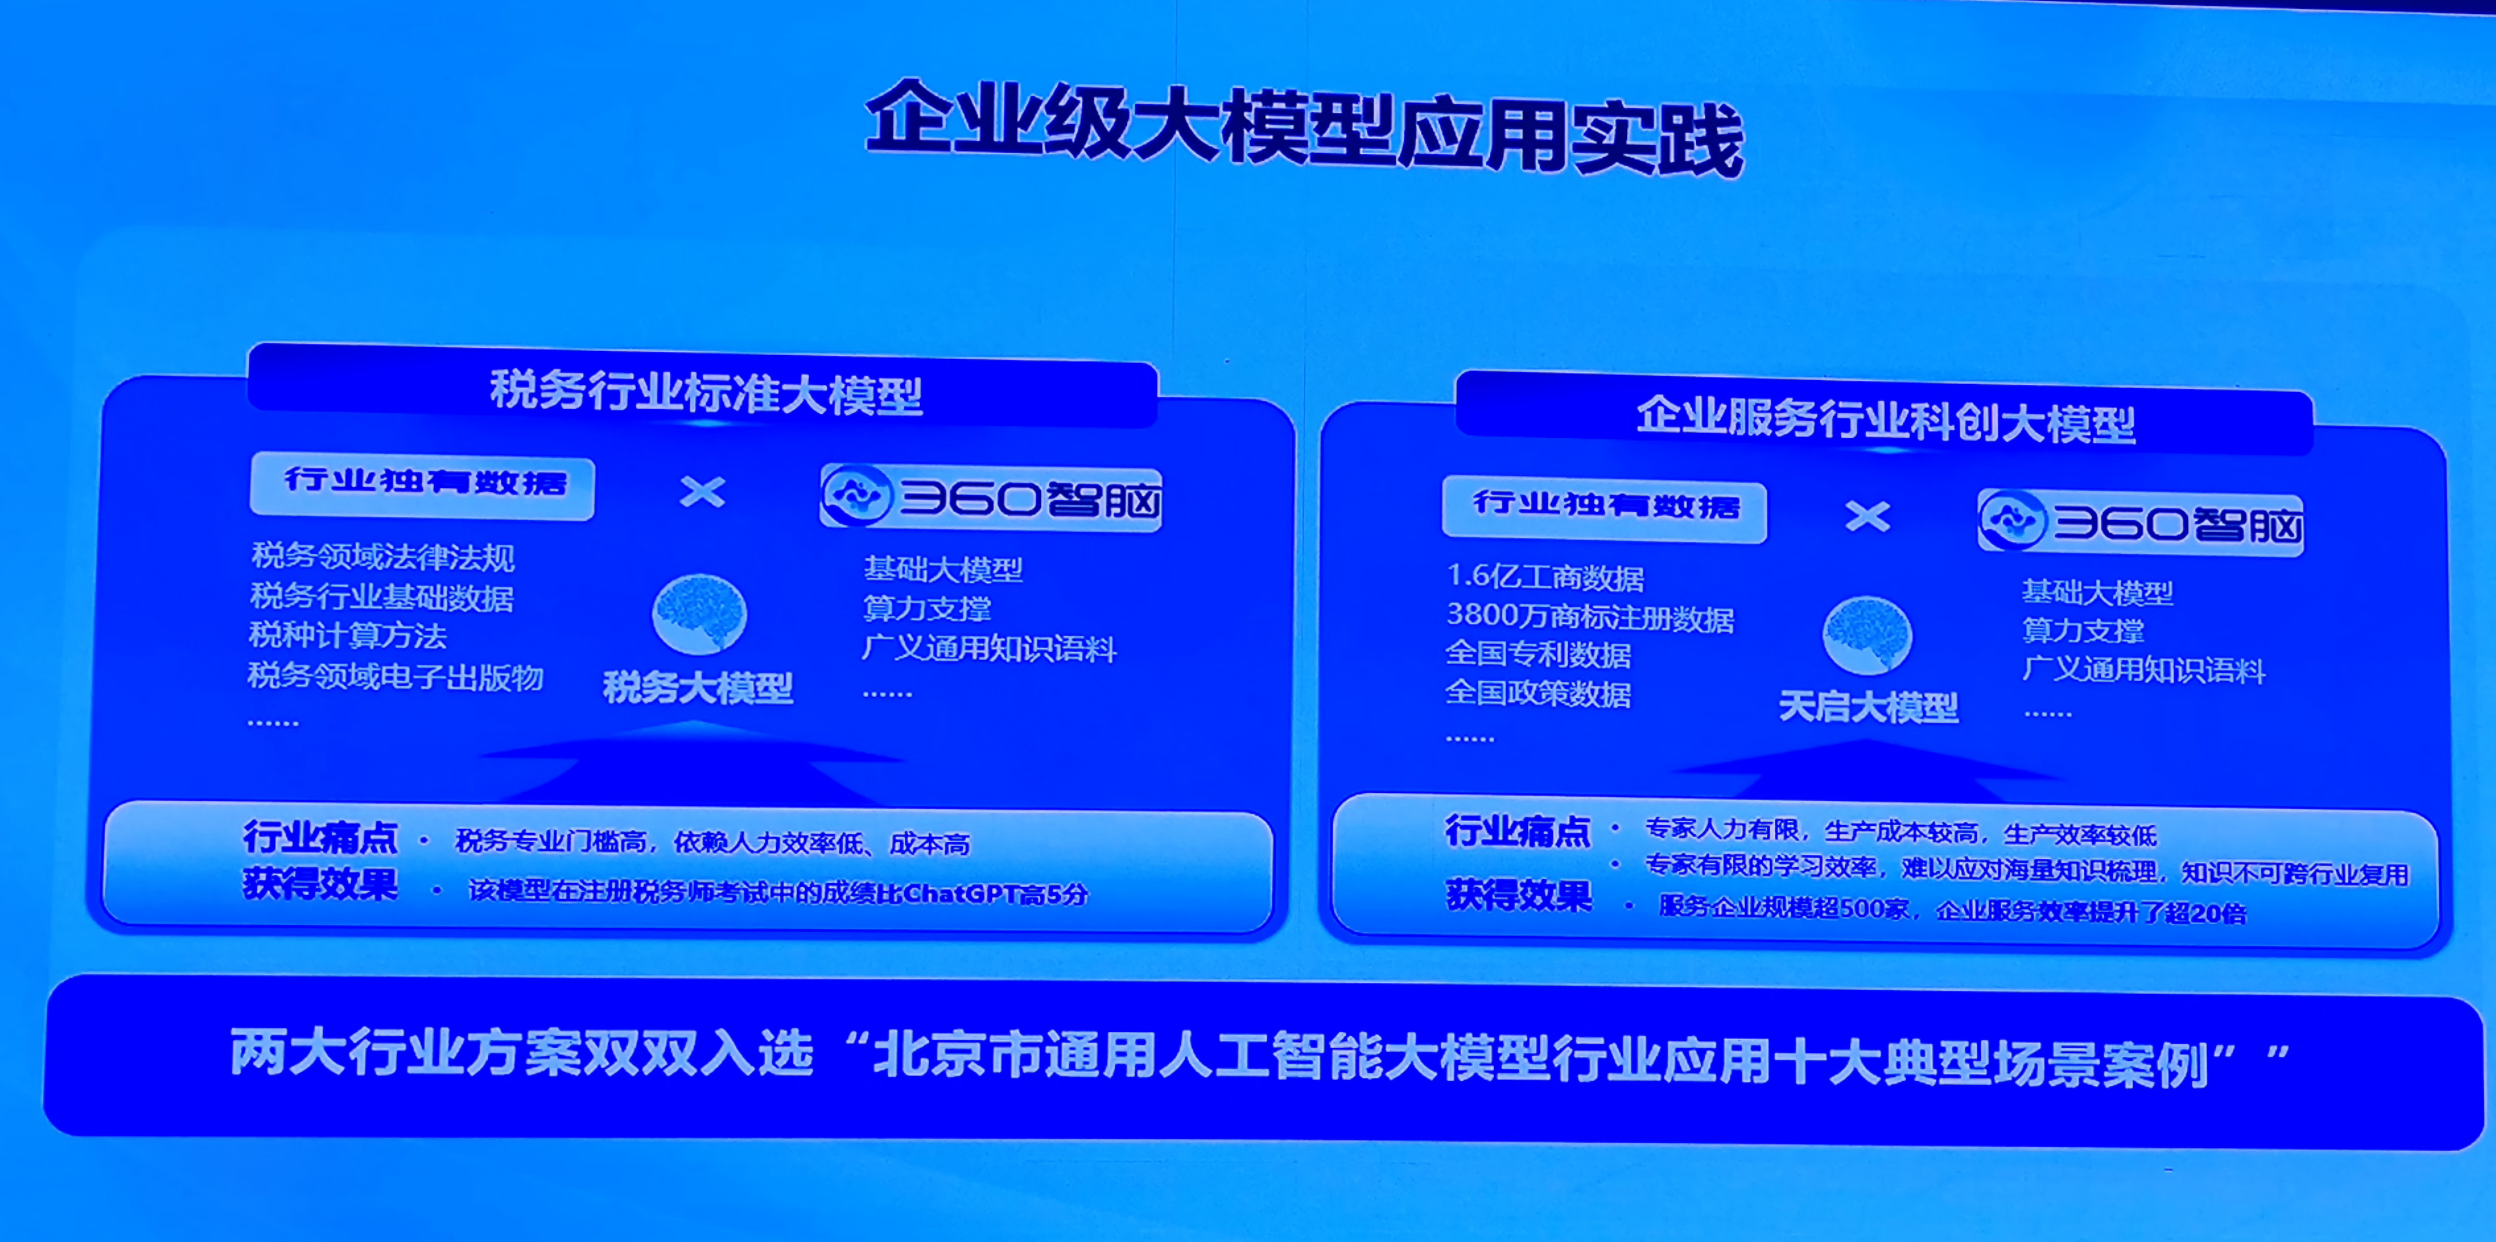 企业级大模型应用实践
税务行业标准大模型
行业独有数据
×
360智脑
税务领域法律法规
税务行业基础数据
税种计算方法
税务领域电子出版物
......
税务大模型
基础大模型
算力支撑
广义通用知识语料
......
行业痛点 · 税务专业门槛高，依赖人力效率低、成本高
获得效果 · 该模型在注册税务师考试中的成绩比ChatGPT高5分
企业服务行业科创大模型
行业独有数据
×
360智脑
1.6亿工商数据
3800万商标注册数据
全国专利数据
全国政策数据
......
天启大模型
基础大模型
算力支撑
广义通用知识语料
......
行业痛点 · 专家人力有限，生产成本较高，生产效率较低
· 专家有限的学习效率，难以应对海量知识梳理，知识不可跨行业复用
获得效果 · 服务企业规模超500家，企业服务效率提升了超20倍
两大行业方案双双入选“北京市通用人工智能大模型行业应用十大典型场景案例””